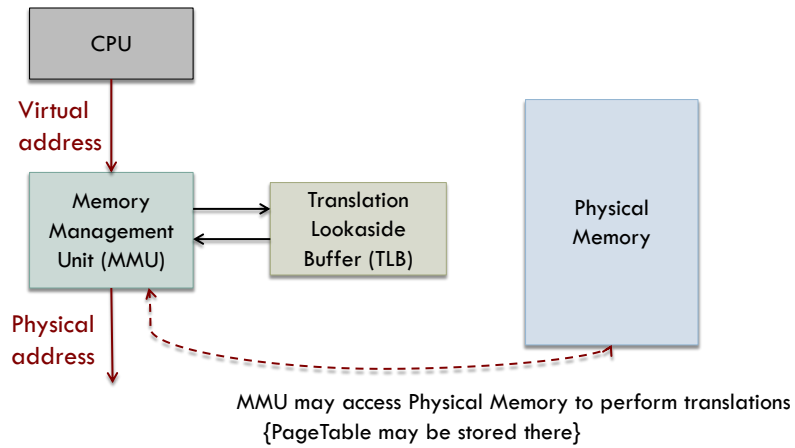 CPU
Virtual
address
Memory
Management
Unit (MMU)
Translation
Lookaside
Buffer (TLB)
Physical
Memory
Physical
address
MMU may access Physical Memory to perform translations
{PageTable may be stored there}